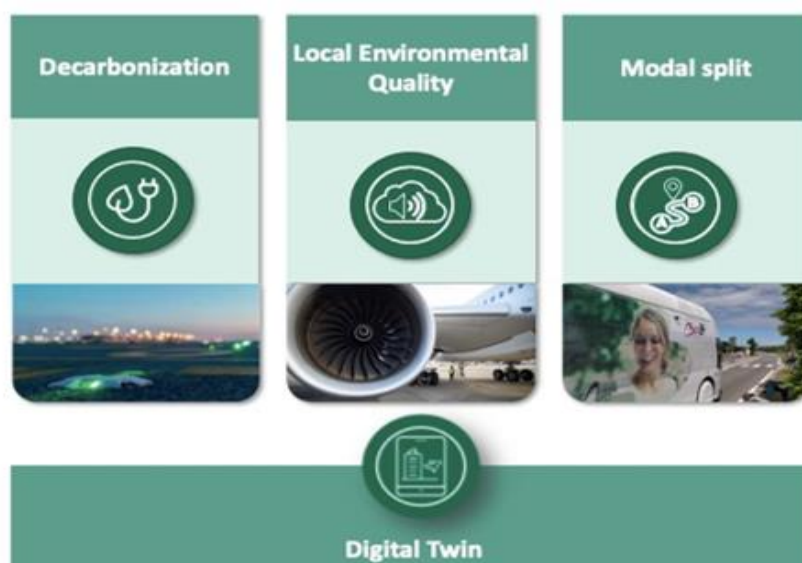 Decarbonization
Local Environmental
Quality
Modal split
A
B
Digital Twin